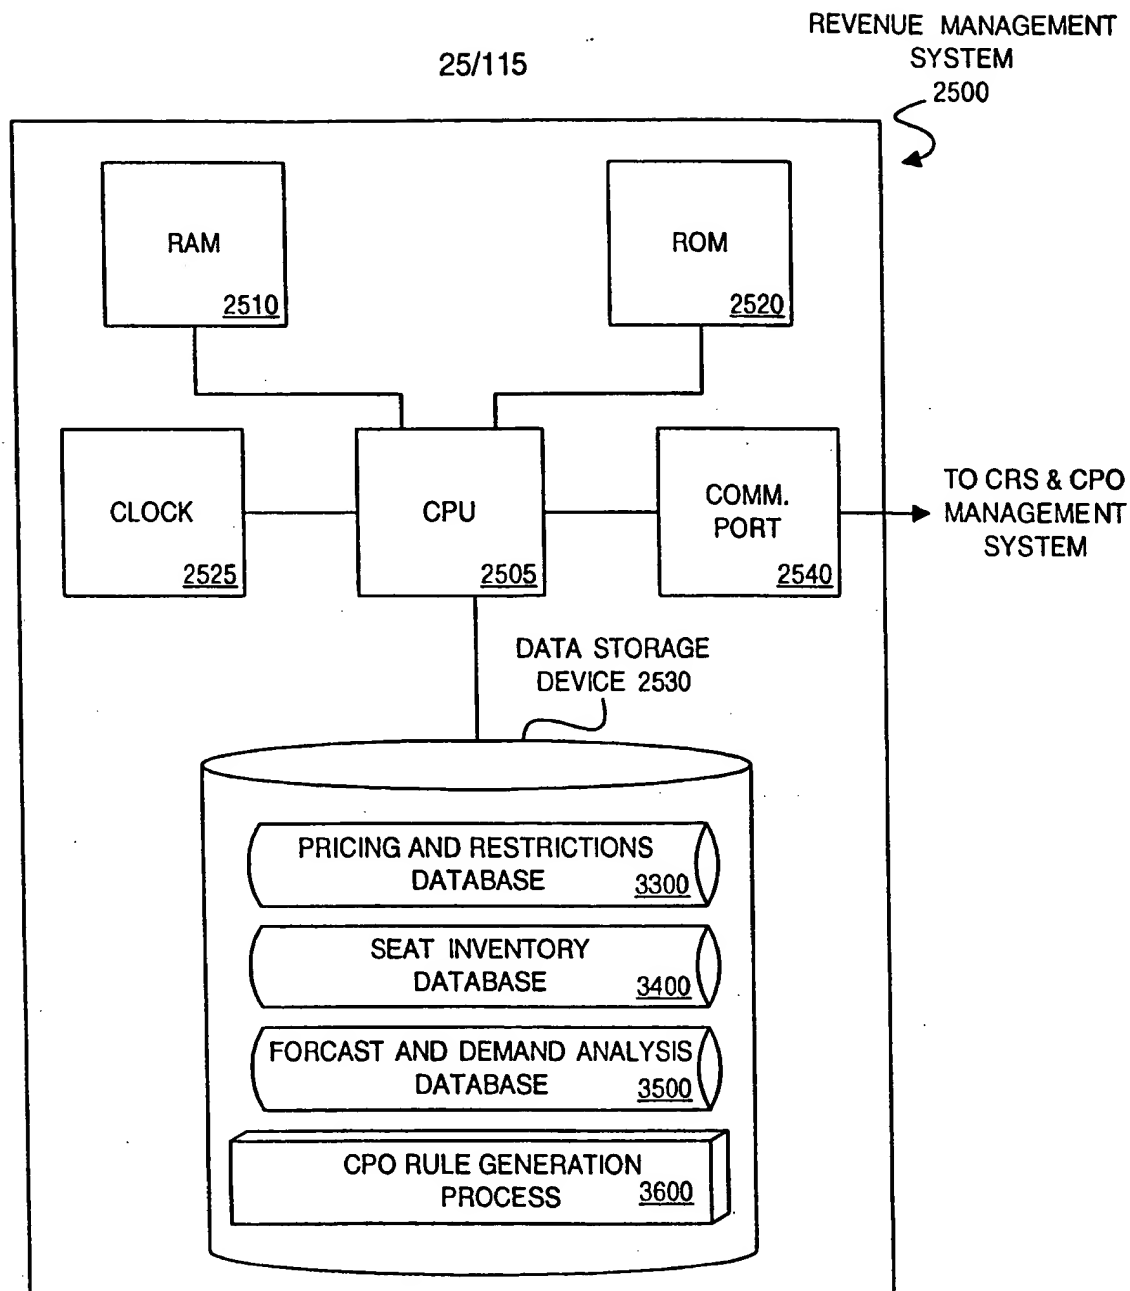 25/115
REVENUE MANAGEMENT
SYSTEM
2500
RAM
2510
ROM
2520
CLOCK
2525
CPU
2505
COMM.
PORT
2540
TO CRS & CPO
MANAGEMENT
SYSTEM
DATA STORAGE
DEVICE 2530
PRICING AND RESTRICTIONS
DATABASE 3300
SEAT INVENTORY
DATABASE 3400
FORCAST AND DEMAND ANALYSIS
DATABASE 3500
CPO RULE GENERATION
PROCESS 3600